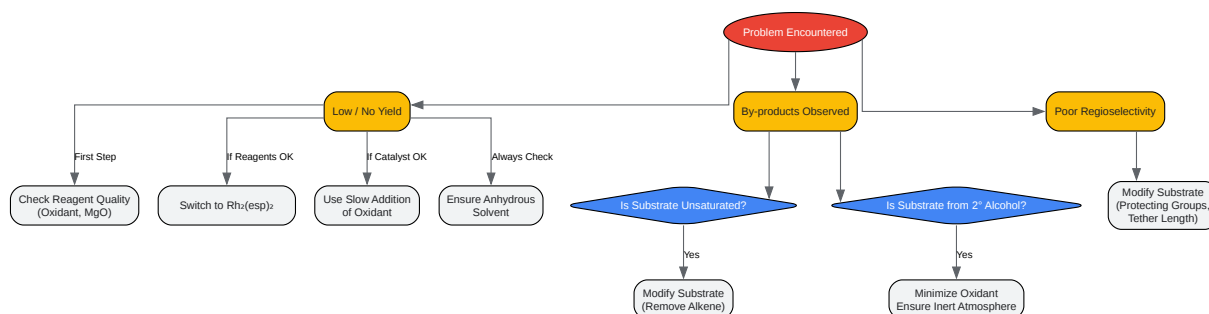 Problem Encountered
Low / No Yield
By-products Observed
Poor Regioselectivity
First Step
If Reagents OK
If Catalyst OK
Always Check
Check Reagent Quality
(Oxidant, MgO)
Switch to Rh₂(esp)₂
Use Slow Addition
of Oxidant
Ensure Anhydrous
Solvent
Is Substrate Unsaturated?
Is Substrate from 2° Alcohol?
Modify Substrate
(Protecting Groups,
Tether Length)
Yes
Yes
Modify Substrate
(Remove Alkene)
Minimize Oxidant
Ensure Inert Atmosphere